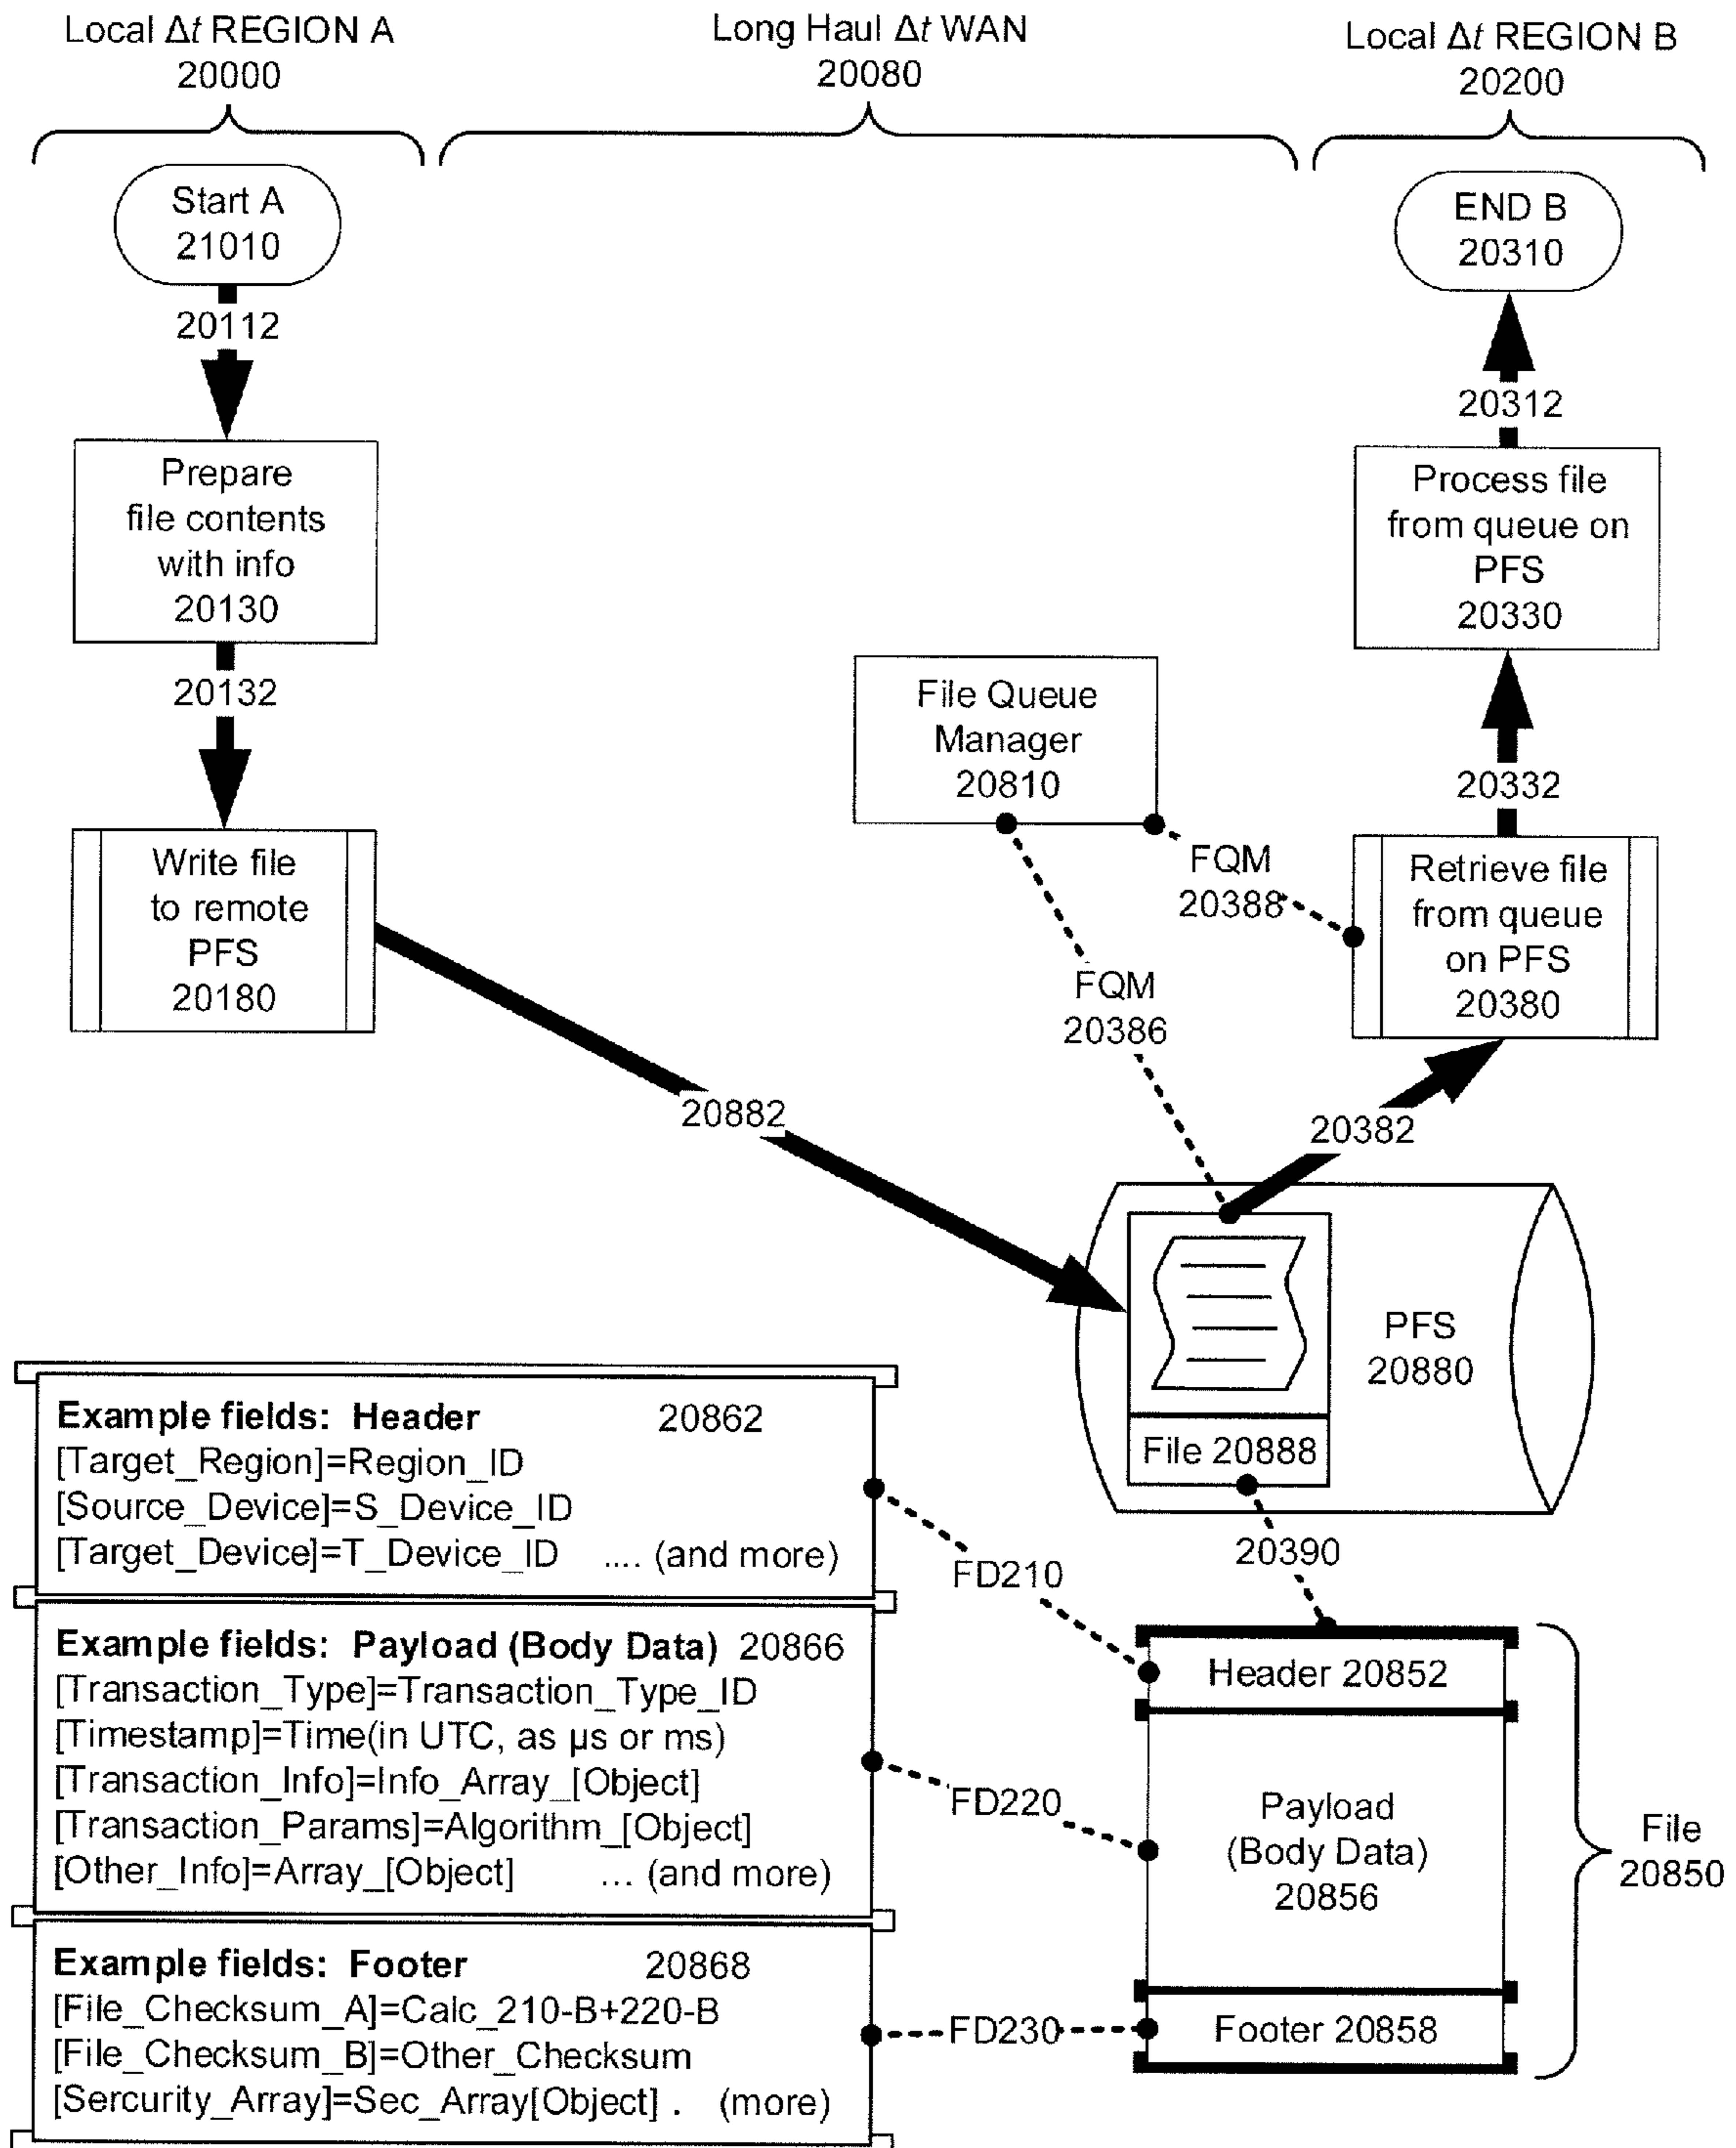 Local Δt REGION A
20000
Long Haul Δt WAN
20080
Local Δt REGION B
20200
Start A
21010
END B
20310
20112
20312
Prepare
file contents
with info
20130
Process file
from queue on
PFS
20330
20132
File Queue
Manager
20810
20332
Write file
to remote
PFS
20180
FQM
20388
Retrieve file
from queue
on PFS
20380
FQM
20386
20882
20382
PFS
20880
File 20888
20390
Example fields: Header 20862
[Target_Region]=Region_ID
[Source_Device]=S_Device_ID
[Target_Device]=T_Device_ID .... (and more)
FD210
Example fields: Payload (Body Data) 20866
[Transaction_Type]=Transaction_Type_ID
[Timestamp]=Time(in UTC, as µs or ms)
[Transaction_Info]=Info_Array_[Object]
[Transaction_Params]=Algorithm_[Object]
[Other_Info]=Array_[Object] ... (and more)
FD220
Example fields: Footer 20868
[File_Checksum_A]=Calc_210-B+220-B
[File_Checksum_B]=Other_Checksum
[Sercurity_Array]=Sec_Array[Object] . (more)
FD230
Header 20852
Payload
(Body Data)
20856
Footer 20858
File
20850